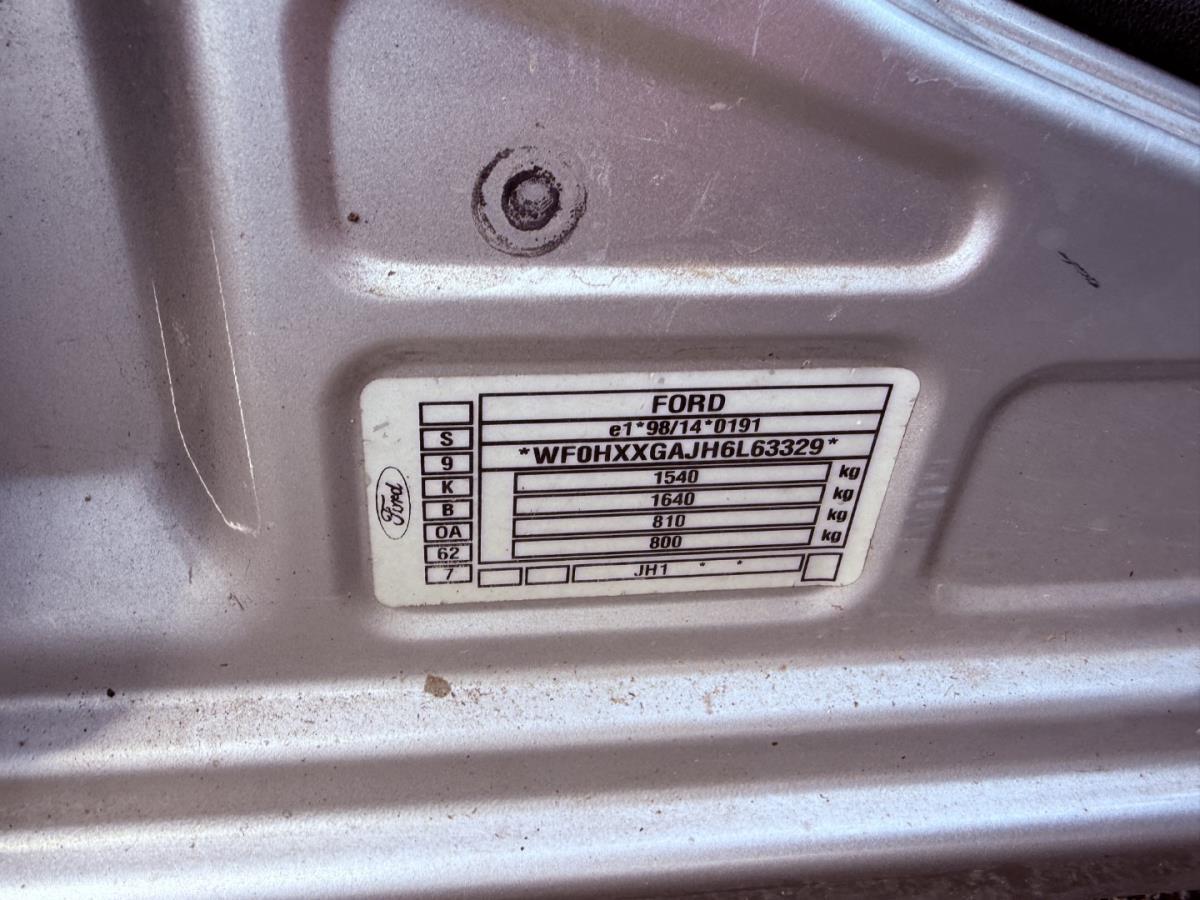 Ford
S
9
K
B
OA
62
7
FORD
e1*98/14*0191
*WF0HXXGAJH6L63329*
1540 kg
1640 kg
810 kg
800 kg
JH1 * *